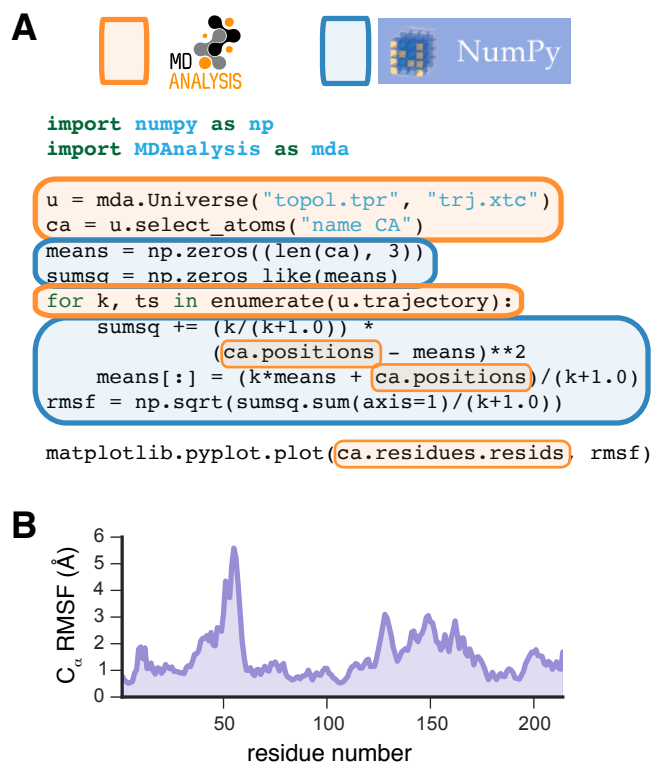 A
MD
ANALYSIS
NumPy
import numpy as np
import MDAnalysis as mda
u = mda.Universe("topol.tpr", "trj.xtc")
ca = u.select_atoms("name CA")
means = np.zeros((len(ca), 3))
sumsq = np.zeros_like(means)
for k, ts in enumerate(u.trajectory):
sumsq += (k/(k+1.0)) *
(ca.positions - means)**2
means[:] = (k*means + ca.positions)/(k+1.0)
rmsf = np.sqrt(sumsq.sum(axis=1)/(k+1.0))
matplotlib.pyplot.plot(ca.residues.resids, rmsf)
B
Cα RMSF (Å)
6
5
4
3
2
1
0
50 100 150 200
residue number